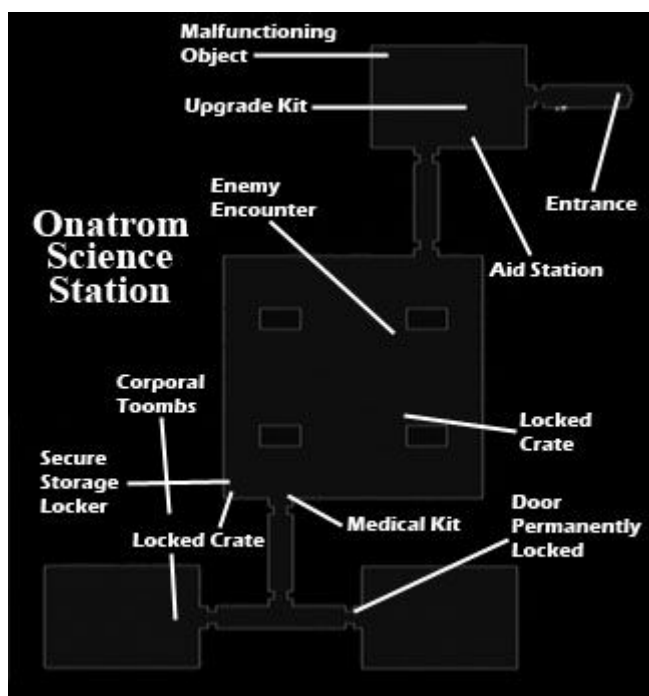 Malfunctioning
Object
Upgrade Kit
Enemy
Encounter
Entrance
Onatrom
Science
Station
Aid Station
Corporal
Toombs
Locked
Crate
Secure
Storage
Locker
Door
Permanently
Locked
Medical Kit
Locked Crate